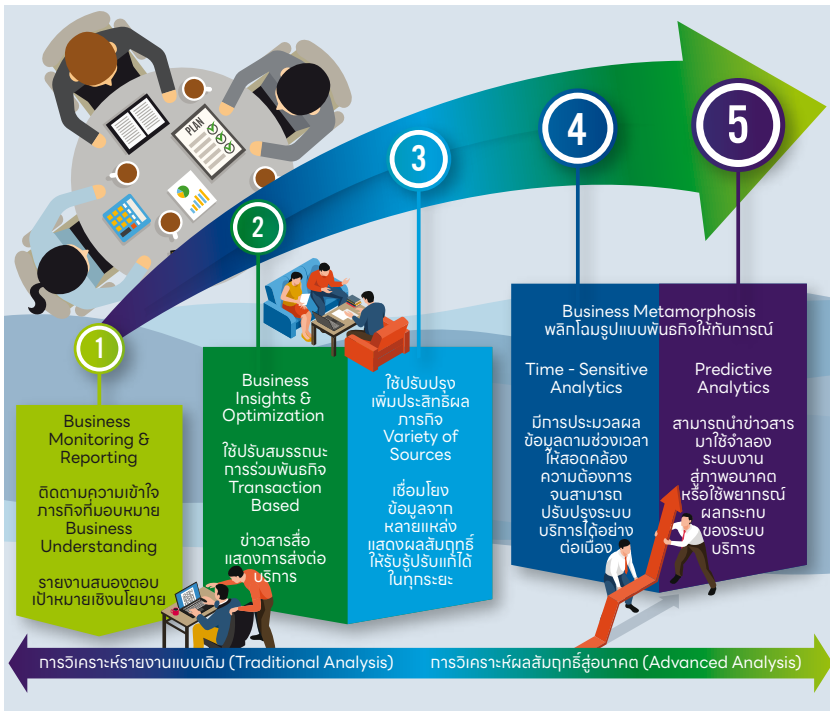 PLAN
1
Business
Monitoring &
Reporting
ติดตามความเข้าใจ
ภารกิจที่มอบหมาย
Business
Understanding
รายงานสนองตอบ
เป้าหมายเชิงนโยบาย
2
Business
Insights &
Optimization
ใช้ปรับสมรรถนะ
การร่วมพันธกิจ
Transaction
Based
ข่าวสารสื่อ
แสดงการส่งต่อ
บริการ
3
ใช้ปรับปรุง
เพิ่มประสิทธิผล
ภารกิจ
Variety of
Sources
เชื่อมโยง
ข้อมูลจาก
หลายแหล่ง
แสดงผลสัมฤทธิ์
ให้รับรู้ปรับแก้ได้
ในทุกระยะ
4
5
Business Metamorphosis
พลิกโฉมรูปแบบพันธกิจให้ทันการณ์
Time - Sensitive
Analytics
มีการประมวลผล
ข้อมูลตามช่วงเวลา
ให้สอดคล้อง
ความต้องการ
จนสามารถ
ปรับปรุงระบบ
บริการได้อย่าง
ต่อเนื่อง
Predictive
Analytics
สามารถนำข่าวสาร
มาใช้จำลอง
ระบบงาน
สู่ภาพอนาคต
หรือใช้พยากรณ์
ผลกระทบ
ของระบบ
บริการ
การวิเคราะห์รายงานแบบเดิม (Traditional Analysis)
การวิเคราะห์ผลสัมฤทธิ์สู่อนาคต (Advanced Analysis)